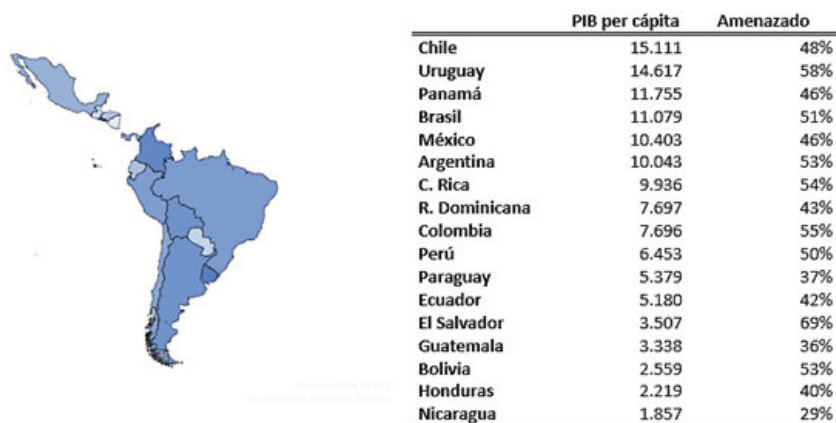 PIB per cápita Amenazado
Chile 15.111 48%
Uruguay 14.617 58%
Panamá 11.755 46%
Brasil 11.079 51%
México 10.403 46%
Argentina 10.043 53%
C. Rica 9.936 54%
R. Dominicana 7.697 43%
Colombia 7.696 55%
Perú 6.453 50%
Paraguay 5.379 37%
Ecuador 5.180 42%
El Salvador 3.507 69%
Guatemala 3.338 36%
Bolivia 2.559 53%
Honduras 2.219 40%
Nicaragua 1.857 29%